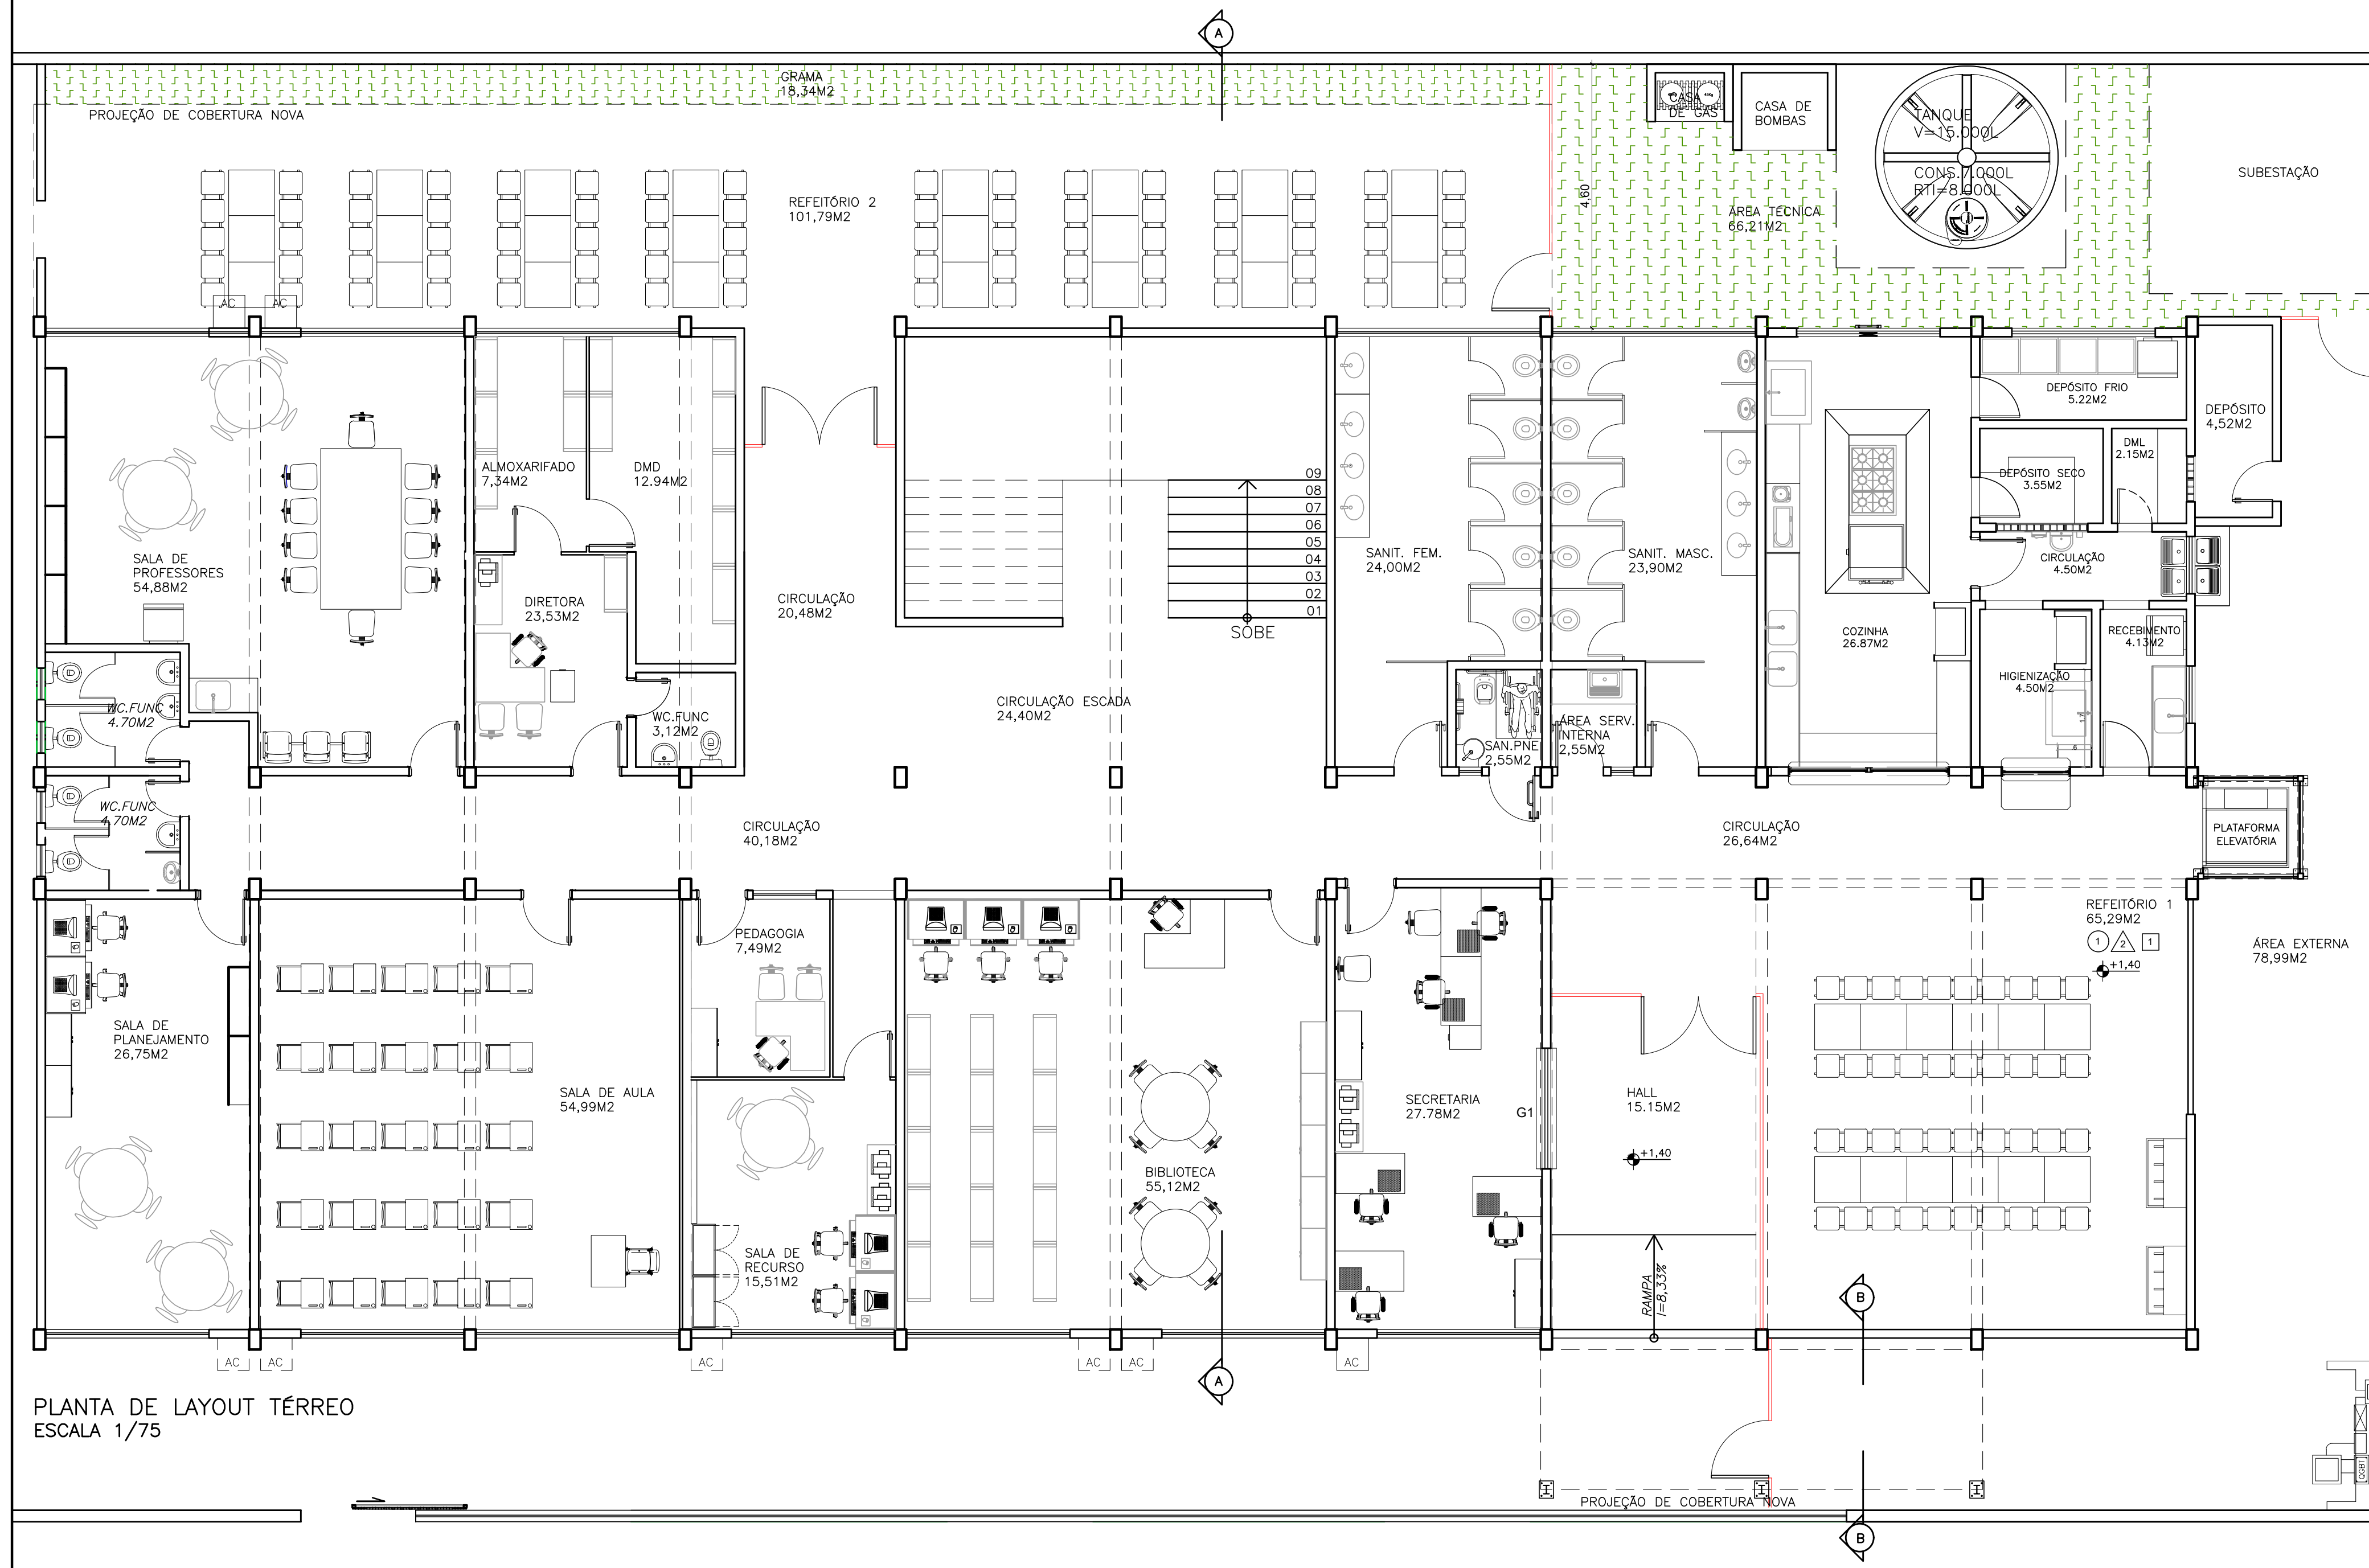 A
GRAMA
18,34M2
PROJEÇÃO DE COBERTURA NOVA
CASA
DE GÁS
CASA DE
BOMBAS
TANQUE
V=15.000L
CONS.7.000L
RTI=8.000L
SUBESTAÇÃO
REFEITÓRIO 2
101,79M2
4,60
ÁREA TÉCNICA
66,21M2
AC
AC
DEPÓSITO FRIO
5.22M2
DEPÓSITO
4,52M2
DML
2.15M2
DEPÓSITO SECO
3.55M2
ALMOXARIFADO
7,34M2
DMD
12.94M2
09
08
07
06
05
04
03
02
01
SOBE
SALA DE
PROFESSORES
54,88M2
SANIT. FEM.
24,00M2
SANIT. MASC.
23,90M2
CIRCULAÇÃO
4.50M2
DIRETORA
23,53M2
CIRCULAÇÃO
20,48M2
COZINHA
26.87M2
RECEBIMENTO
4.13M2
HIGIENIZAÇÃO
4.50M2
WC.FUNC
4.70M2
WC.FUNC
3,12M2
CIRCULAÇÃO ESCADA
24,40M2
SAN.PNE
2,55M2
ÁREA SERV.
INTERNA
2,55M2
WC.FUNC
4.70M2
CIRCULAÇÃO
40,18M2
CIRCULAÇÃO
26,64M2
PLATAFORMA
ELEVATÓRIA
REFEITÓRIO 1
65,29M2
1
2
1
+1,40
ÁREA EXTERNA
78,99M2
PEDAGOGIA
7,49M2
SALA DE
PLANEJAMENTO
26,75M2
SALA DE AULA
54,99M2
SECRETARIA
27.78M2
G1
HALL
15.15M2
+1,40
BIBLIOTECA
55,12M2
SALA DE
RECURSO
15,51M2
RAMPA
I=8,33%
B
AC
AC
AC
AC
AC
AC
A
PLANTA DE LAYOUT TÉRREO
ESCALA 1/75
QGBT
PROJEÇÃO DE COBERTURA NOVA
B